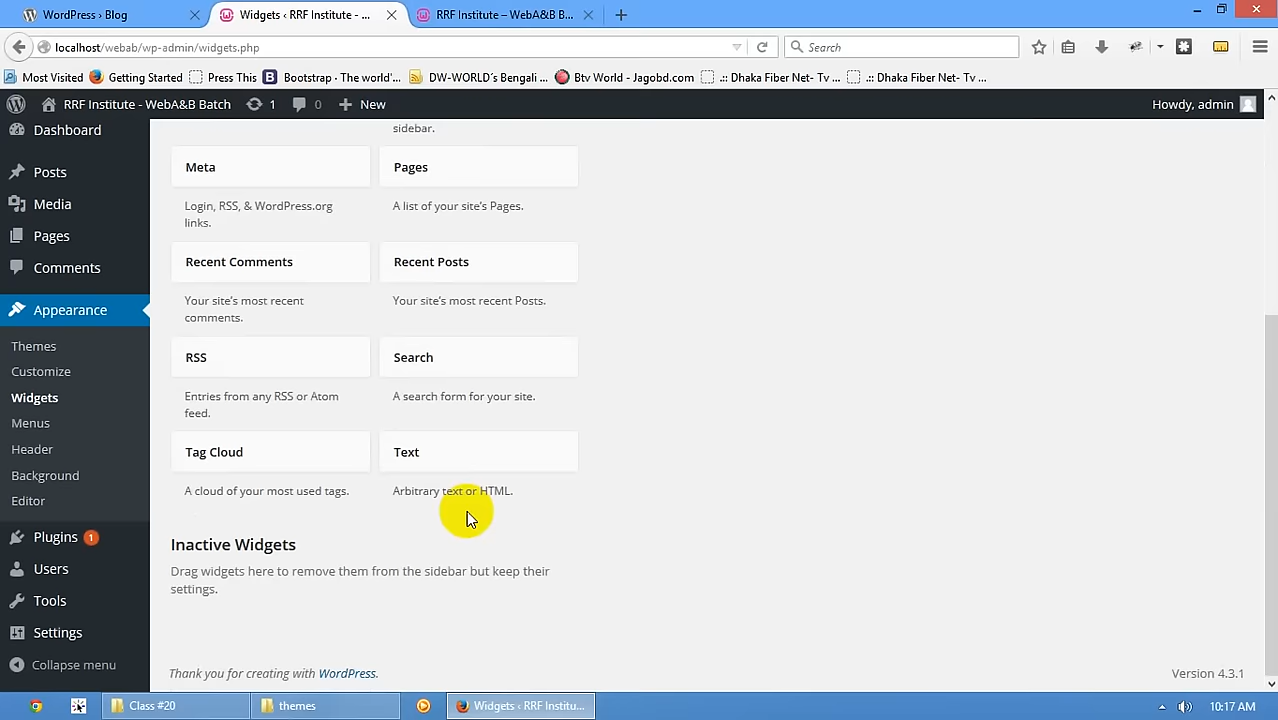 WordPress › Blog
Widgets ‹ RRF Institute - ...
RRF Institute – WebA&B B...
localhost/webab/wp-admin/widgets.php
Search
Most Visited
Getting Started
Press This
Bootstrap · The world'...
DW-WORLD´s Bengali ...
Btv World - Jagobd.com
.:: Dhaka Fiber Net- Tv ...
.:: Dhaka Fiber Net- Tv ...
RRF Institute - WebA&B Batch
1
0
New
Howdy, admin
Dashboard
Posts
Media
Pages
Comments
Appearance
Themes
Customize
Widgets
Menus
Header
Background
Editor
Plugins 1
Users
Tools
Settings
Collapse menu
sidebar.
Meta
Login, RSS, & WordPress.org
links.
Pages
A list of your site's Pages.
Recent Comments
Your site's most recent
comments.
Recent Posts
Your site's most recent Posts.
RSS
Entries from any RSS or Atom
feed.
Search
A search form for your site.
Tag Cloud
A cloud of your most used tags.
Text
Arbitrary text or HTML.
Inactive Widgets
Drag widgets here to remove them from the sidebar but keep their
settings.
Thank you for creating with WordPress.
Version 4.3.1
Class #20
themes
Widgets ‹ RRF Institu...
10:17 AM